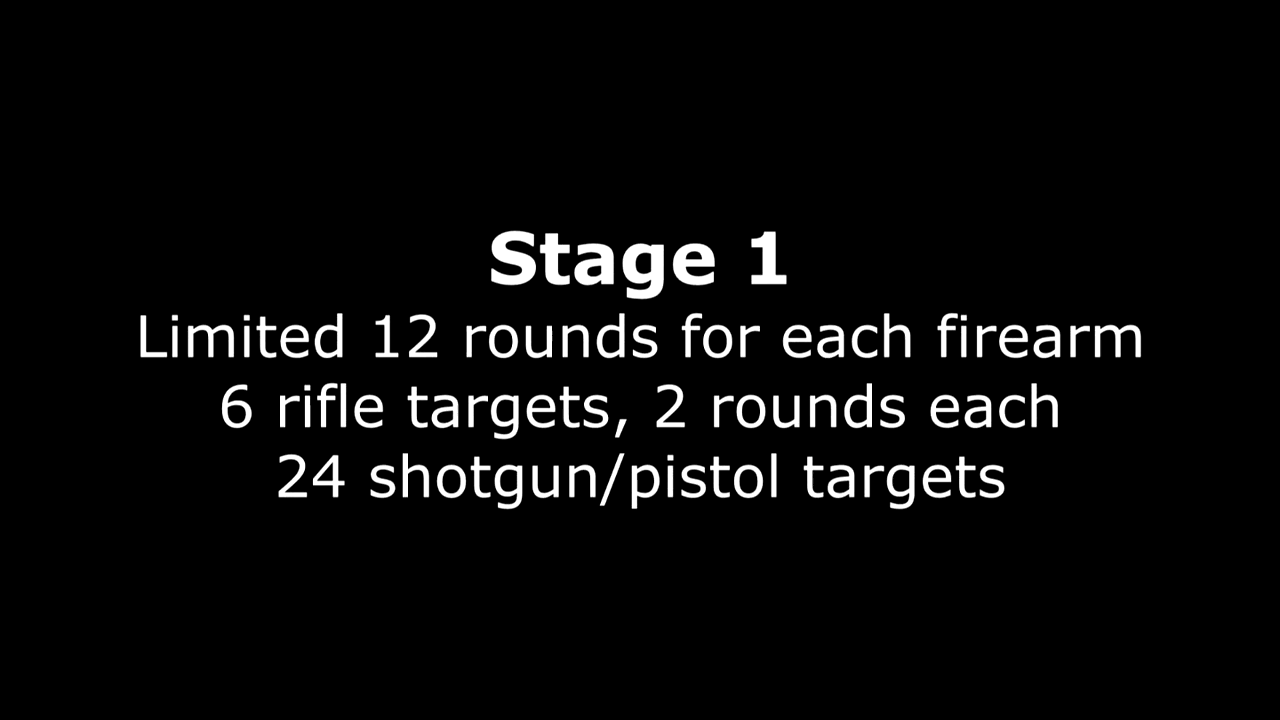 Stage 1
Limited 12 rounds for each firearm
6 rifle targets, 2 rounds each
24 shotgun/pistol targets